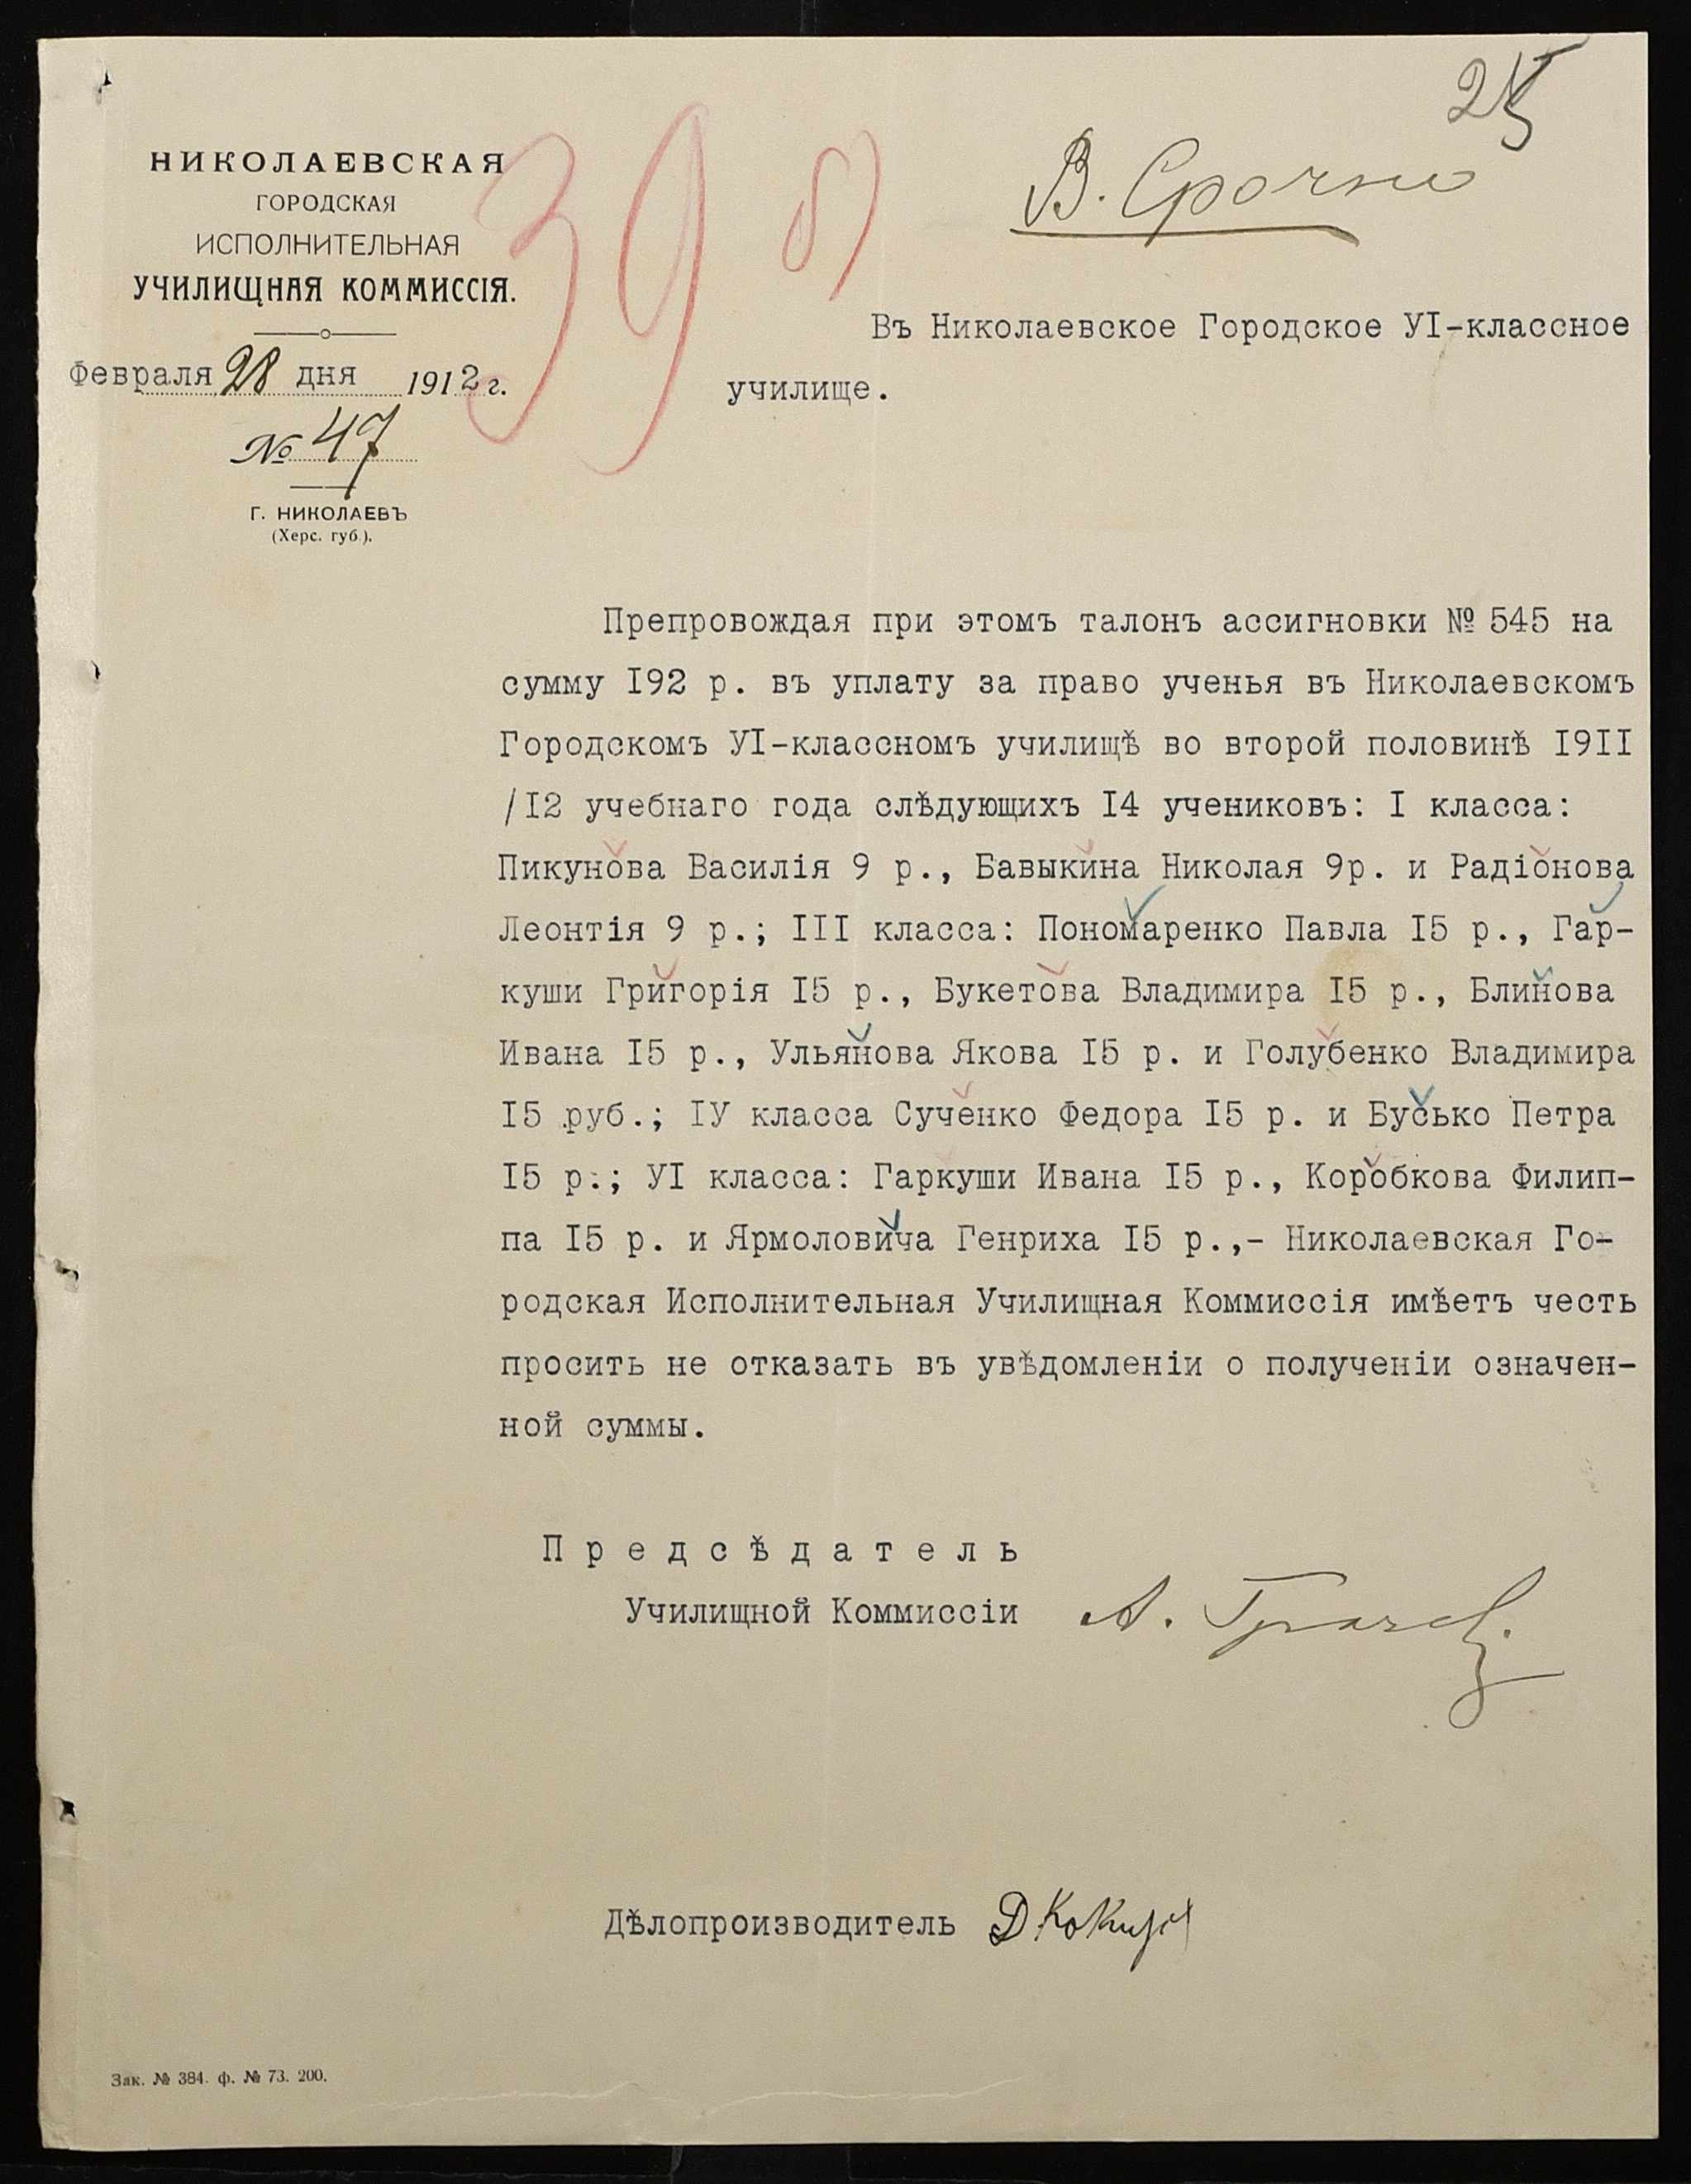 25
39 б)
В. Срочно
НИКОЛАЕВСКАЯ
ГОРОДСКАЯ
ИСПОЛНИТЕЛЬНАЯ
УЧИЛИЩНАЯ КОММИССІЯ.
Февраля 28 дня 1912 г.
№ 47
Г. НИКОЛАЕВЪ
(Херс. губ.).
Въ Николаевское Городское УІ-классное
училище.
Препровождая при этомъ талонъ ассигновки № 545 на
сумму І92 р. въ уплату за право ученья въ Николаевскомъ
Городскомъ УІ-классномъ училищѣ во второй половинѣ І9ІІ
/І2 учебнаго года слѣдующихъ І4 учениковъ: І класса:
Пикунова Василія 9 р., Бавыкина Николая 9р. и Радіонова
Леонтія 9 р.; ІІІ класса: Пономаренко Павла І5 р., Гар-
куши Григорія І5 р., Букетова Владимира І5 р., Блинова
Ивана І5 р., Ульянова Якова І5 р. и Голубенко Владимира
І5 руб.; ІУ класса Сученко Федора І5 р. и Бусько Петра
І5 р.; УІ класса: Гаркуши Ивана І5 р., Коробкова Филип-
па І5 р. и Ярмоловича Генриха І5 р.,- Николаевская Го-
родская Исполнительная Училищная Коммиссія имѣетъ честь
просить не отказать въ увѣдомленіи о полученіи означен-
ной суммы.
Предсѣдатель
Училищной Коммиссіи А. Грачев
Дѣлопроизводитель
Зак. № 384. ф. № 73. 200.